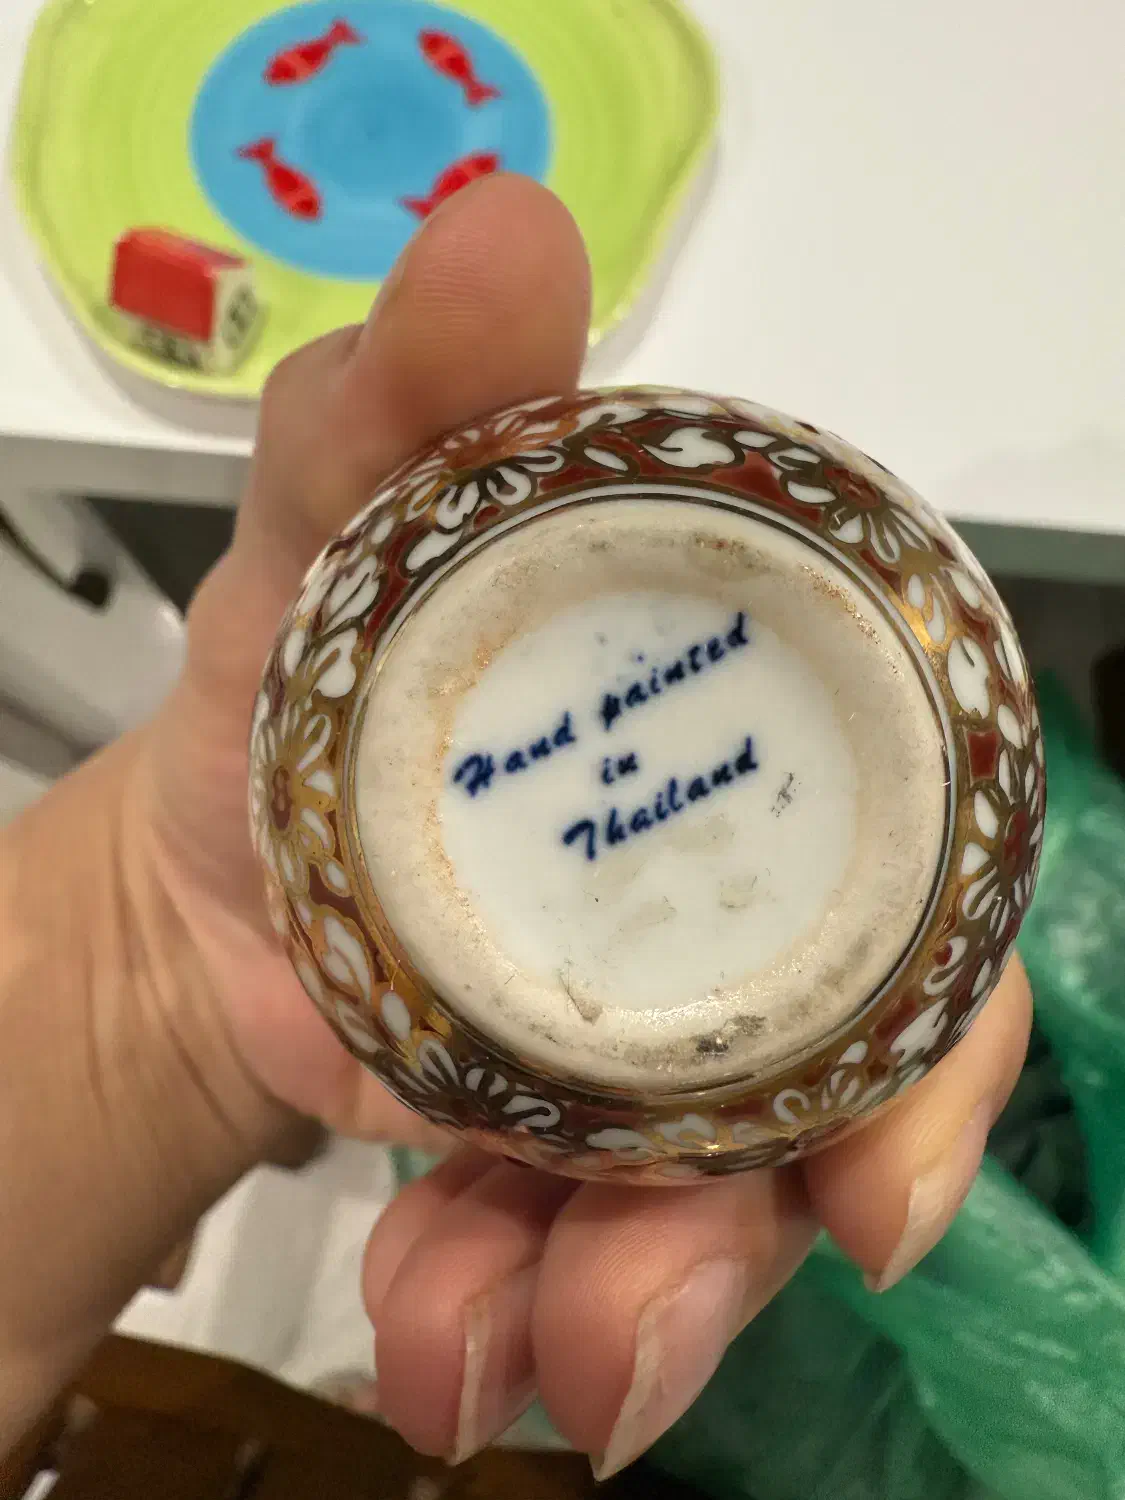 Hand painted
in
Thailand